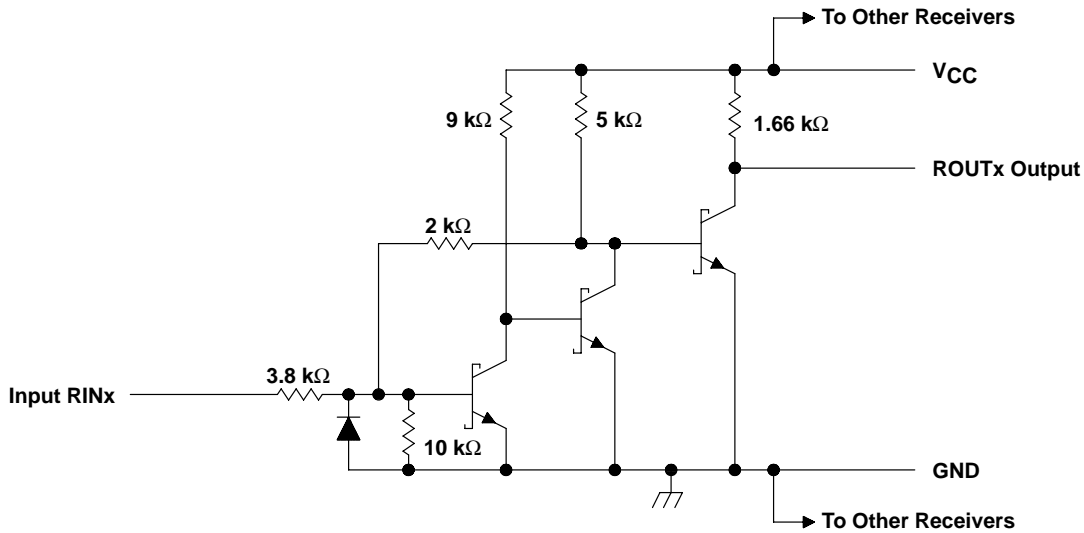 To Other Receivers
VCC
9 kΩ
5 kΩ
1.66 kΩ
ROUTx Output
2 kΩ
3.8 kΩ
Input RINx
10 kΩ
GND
To Other Receivers